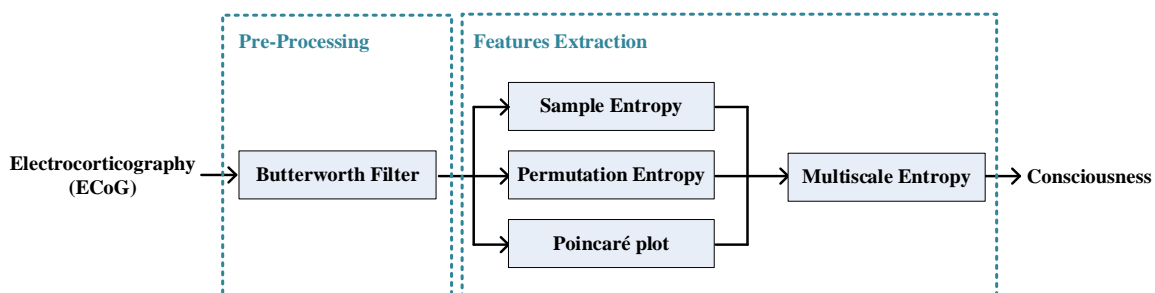 Pre-Processing
Features Extraction
Sample Entropy
Electrocorticography
(ECoG)
Butterworth Filter
Permutation Entropy
Multiscale Entropy
Consciousness
Poincaré plot